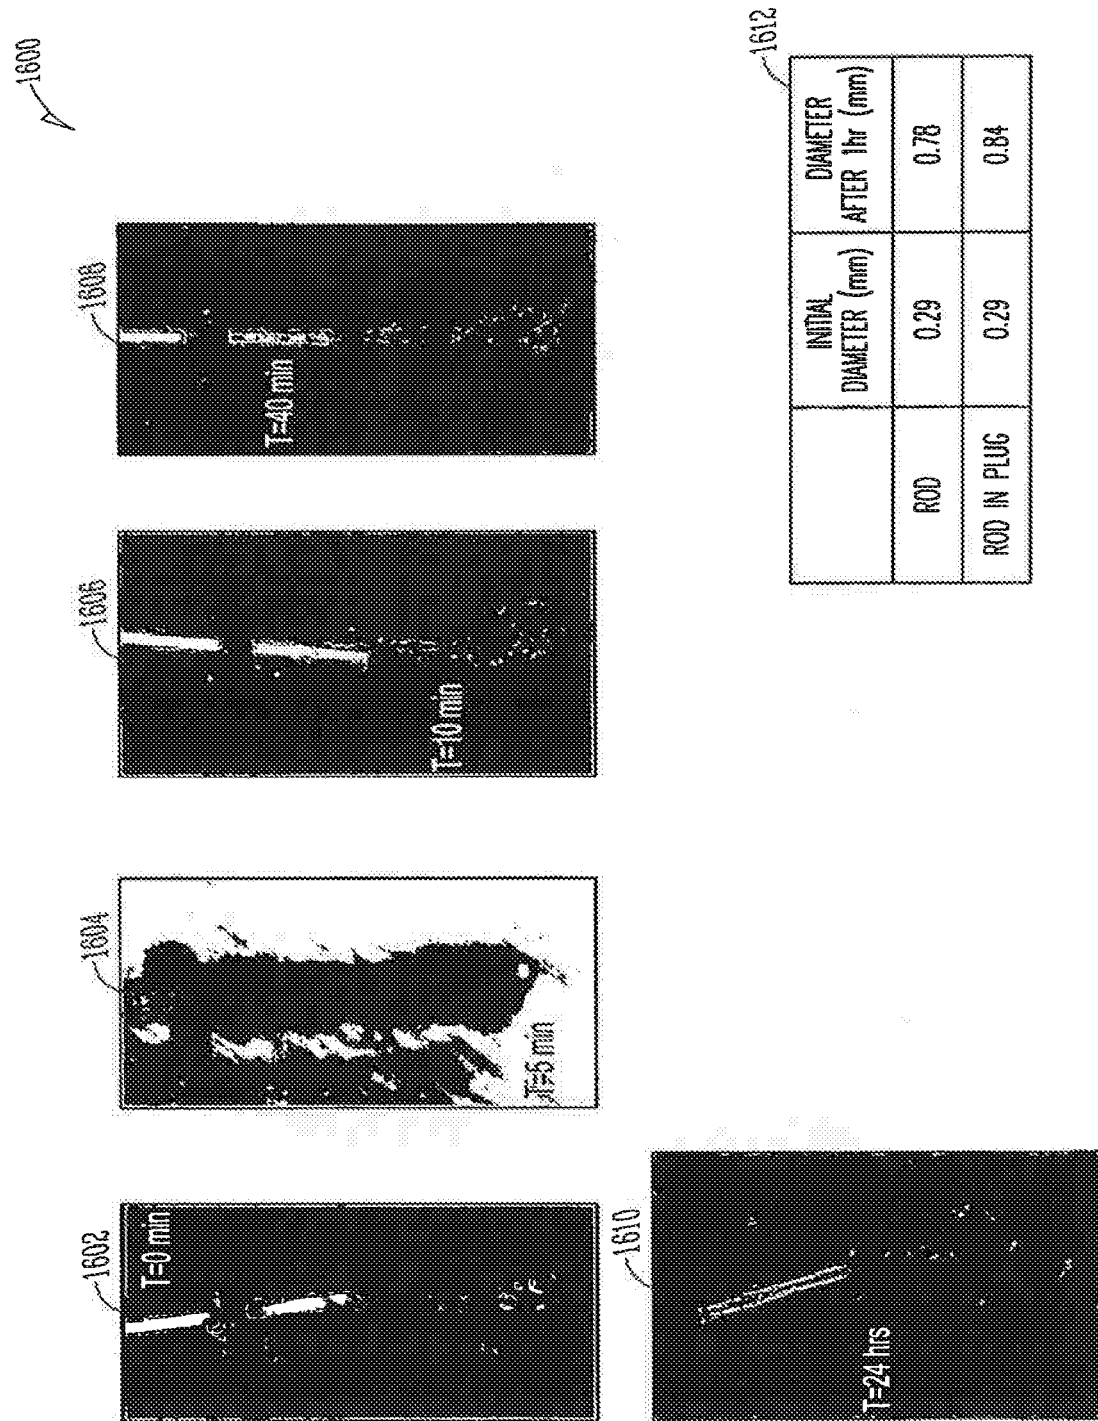 1600
1602
T=0 min
1604
T=5 min
1606
T=10 min
1608
T=40 min
1610
T=24 hrs
1612
INITIAL
DIAMETER (mm)
DIAMETER
AFTER 1hr (mm)
ROD
0.29
0.78
ROD IN PLUG
0.29
0.84